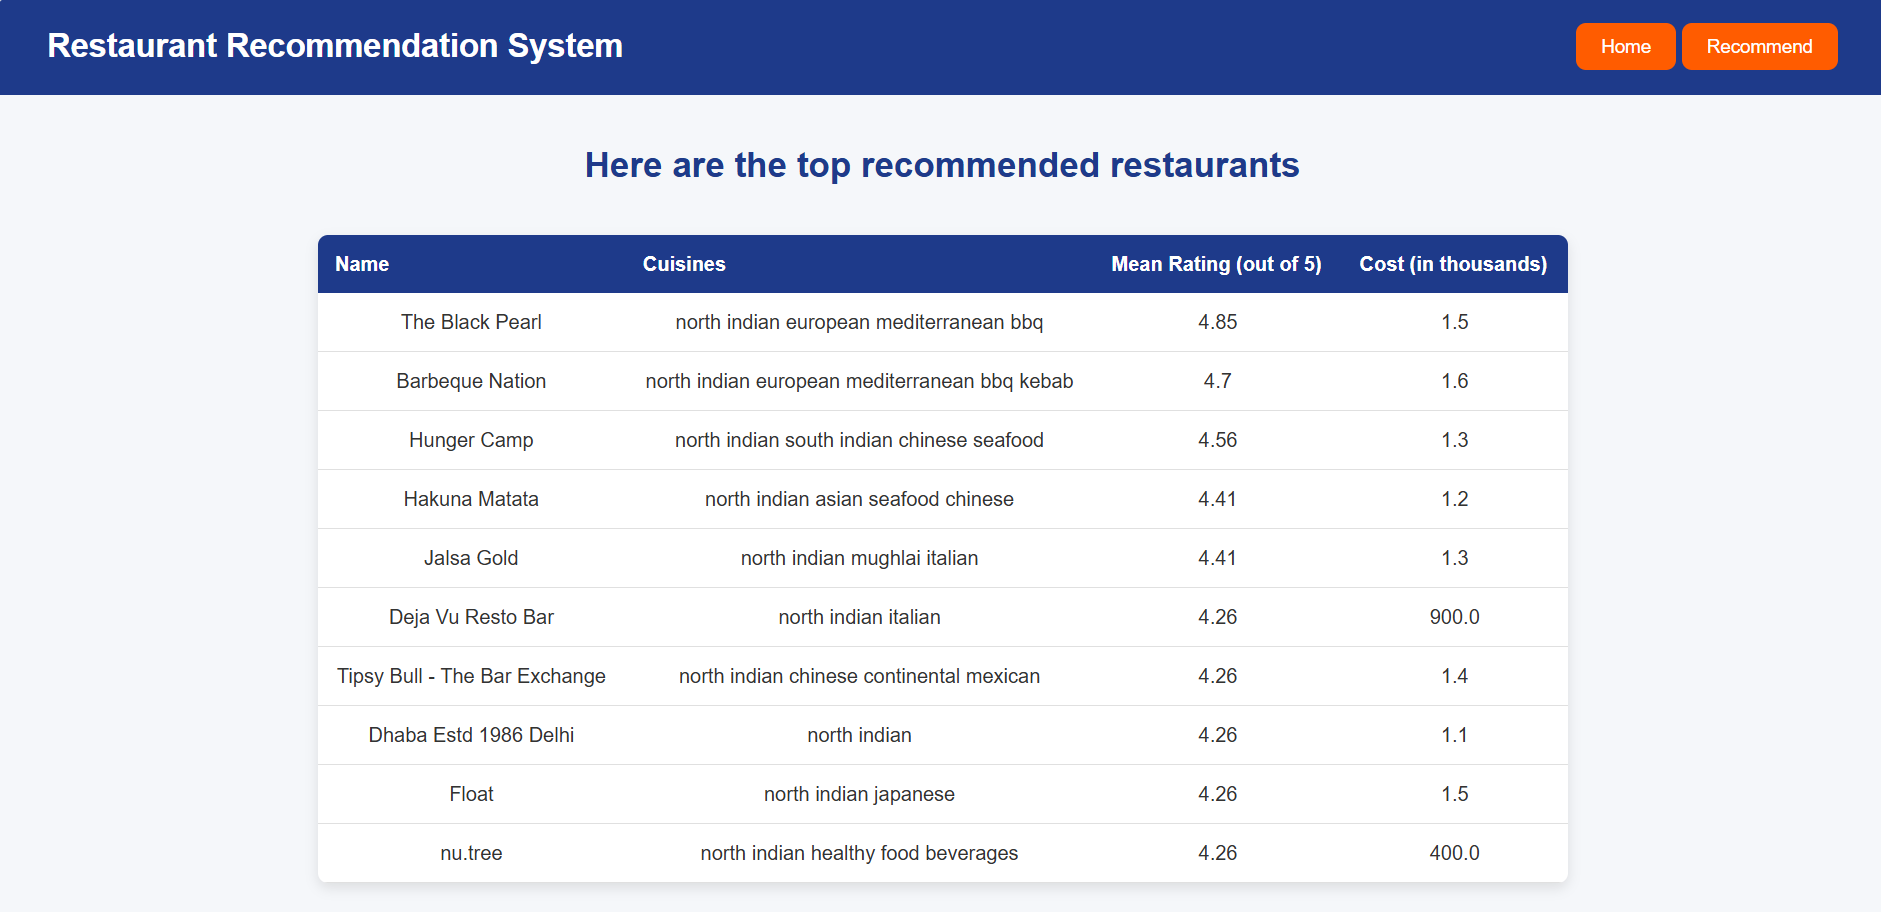 Restaurant Recommendation System
Home Recommend
Here are the top recommended restaurants
Name Cuisines Mean Rating (out of 5) Cost (in thousands)
The Black Pearl north indian european mediterranean bbq 4.85 1.5
Barbeque Nation north indian european mediterranean bbq kebab 4.7 1.6
Hunger Camp north indian south indian chinese seafood 4.56 1.3
Hakuna Matata north indian asian seafood chinese 4.41 1.2
Jalsa Gold north indian mughlai italian 4.41 1.3
Deja Vu Resto Bar north indian italian 4.26 900.0
Tipsy Bull - The Bar Exchange north indian chinese continental mexican 4.26 1.4
Dhaba Estd 1986 Delhi north indian 4.26 1.1
Float north indian japanese 4.26 1.5
nu.tree north indian healthy food beverages 4.26 400.0